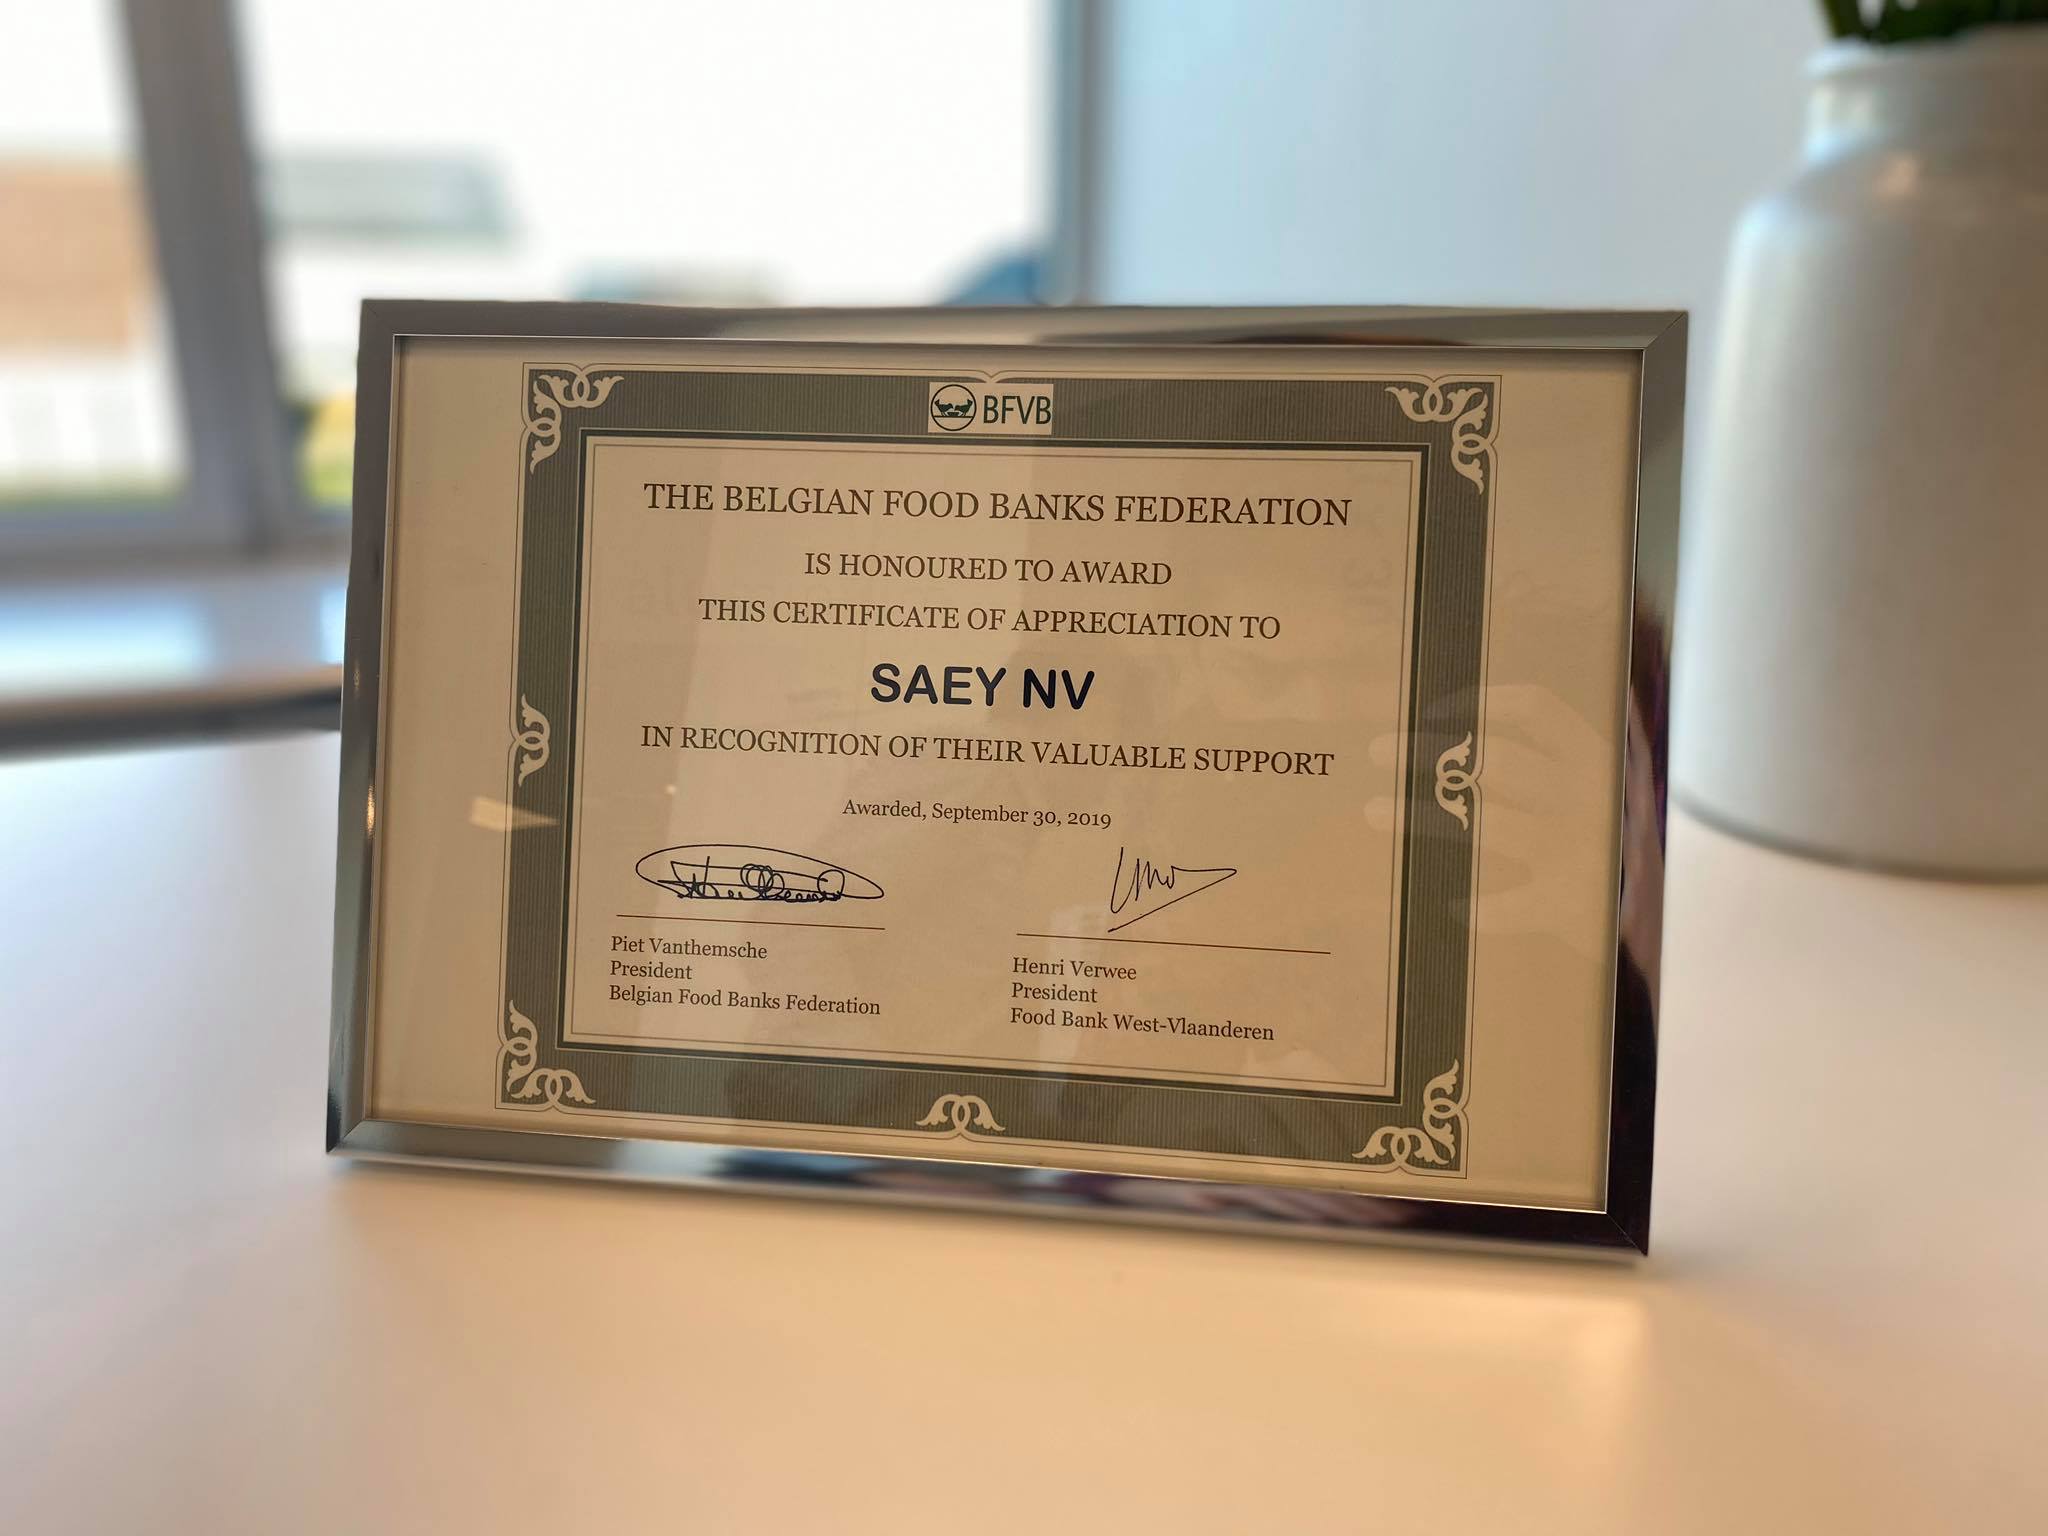 BFVB
THE BELGIAN FOOD BANKS FEDERATION
IS HONOURED TO AWARD
THIS CERTIFICATE OF APPRECIATION TO
SAEY NV
IN RECOGNITION OF THEIR VALUABLE SUPPORT
Awarded, September 30, 2019
Piet Vanthemsche
President
Belgian Food Banks Federation
Henri Verwee
President
Food Bank West-Vlaanderen